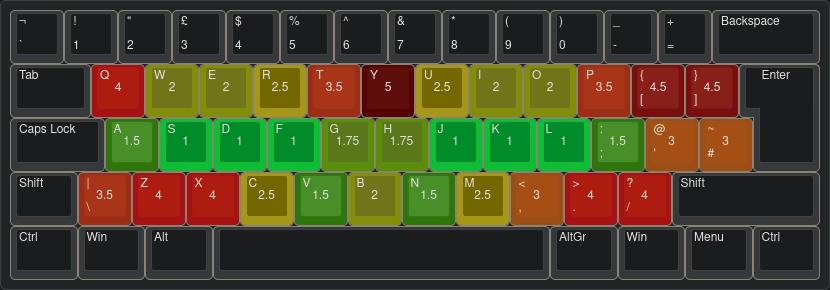 ¬ ! " £ $ % ^ & * ( ) _ + Backspace
` 1 2 3 4 5 6 7 8 9 0 - =
Tab Q W E R T Y U I O P { } Enter
4 2 2 2.5 3.5 5 2.5 2 2 3.5 4.5 4.5
[ ]
Caps Lock A S D F G H J K L : @ ~
1.5 1 1 1 1.75 1.75 1 1 1 1.5 3 3
; ' #
Shift | Z X C V B N M < > ? Shift
3.5 4 4 2.5 1.5 2 1.5 2.5 3 4 4
\ , . /
Ctrl Win Alt AltGr Win Menu Ctrl